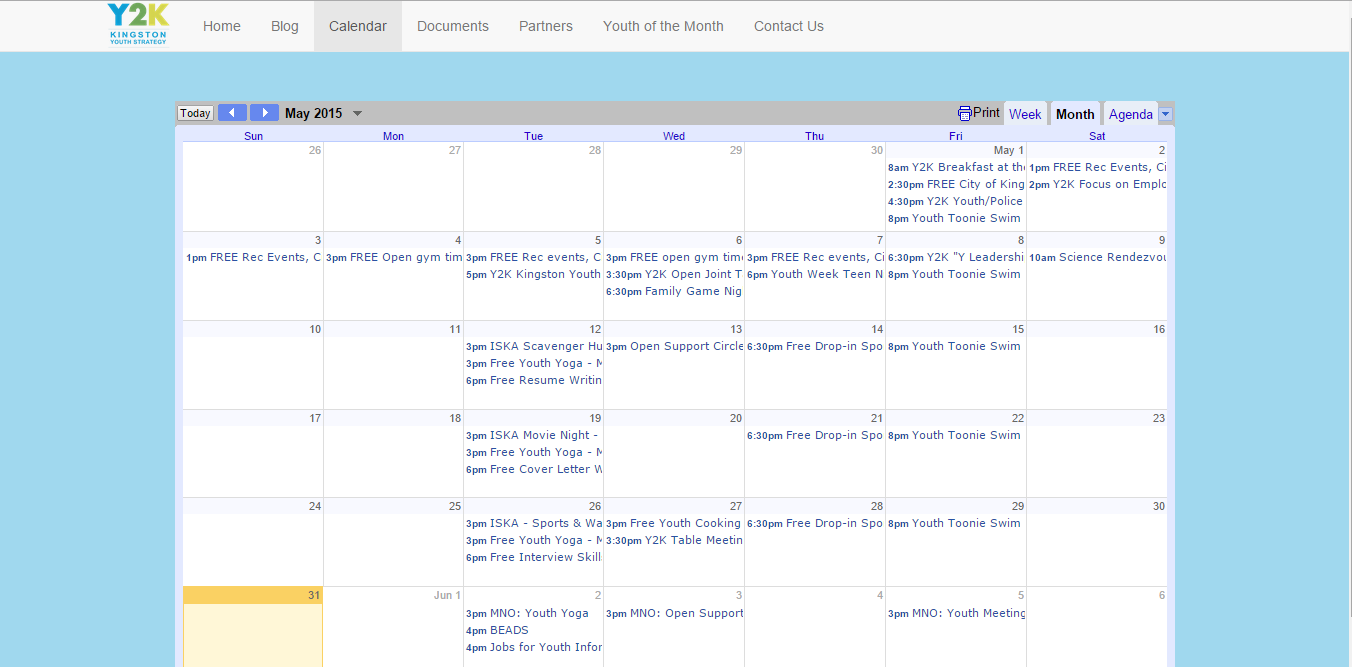 Y2K
KINGSTON
YOUTH STRATEGY
Home Blog Calendar Documents Partners Youth of the Month Contact Us
Today May 2015 Print Week Month Agenda
Sun Mon Tue Wed Thu Fri Sat
26 27 28 29 30 May 1 2
8am Y2K Breakfast at the 1pm FREE Rec Events, Ci
2:30pm FREE City of King 2pm Y2K Focus on Emplo
4:30pm Y2K Youth/Police
8pm Youth Toonie Swim
3 4 5 6 7 8 9
1pm FREE Rec Events, C 3pm FREE Open gym tim 3pm FREE Rec events, C 3pm FREE open gym time 3pm FREE Rec events, Ci 6:30pm Y2K "Y Leadershi 10am Science Rendezvou
5pm Y2K Kingston Youth 3:30pm Y2K Open Joint T 6pm Youth Week Teen N 8pm Youth Toonie Swim
6:30pm Family Game Nig
10 11 12 13 14 15 16
3pm ISKA Scavenger Hu 3pm Open Support Circle 6:30pm Free Drop-in Spo 8pm Youth Toonie Swim
3pm Free Youth Yoga - M
6pm Free Resume Writin
17 18 19 20 21 22 23
3pm ISKA Movie Night - 6:30pm Free Drop-in Spo 8pm Youth Toonie Swim
3pm Free Youth Yoga - M
6pm Free Cover Letter W
24 25 26 27 28 29 30
3pm ISKA - Sports & Wa 3pm Free Youth Cooking 6:30pm Free Drop-in Spo 8pm Youth Toonie Swim
3pm Free Youth Yoga - M 3:30pm Y2K Table Meetin
6pm Free Interview Skill
31 Jun 1 2 3 4 5 6
3pm MNO: Youth Yoga 3pm MNO: Open Support 3pm MNO: Youth Meeting
4pm BEADS
4pm Jobs for Youth Infor